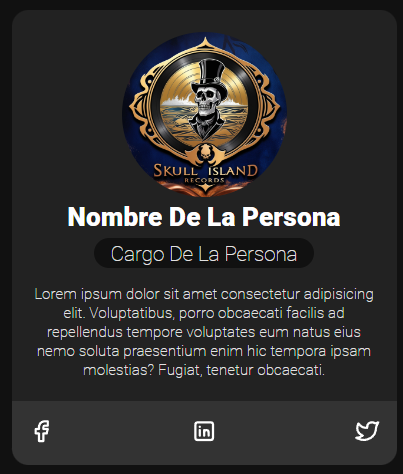 SKULL ISLAND
RECORDS
Nombre De La Persona
Cargo De La Persona
Lorem ipsum dolor sit amet consectetur adipisicing
elit. Voluptatibus, porro obcaecati facilis ad
repellendus tempore voluptates eum natus eius
nemo soluta praesentium enim hic tempora ipsam
molestias? Fugiat, tenetur obcaecati.